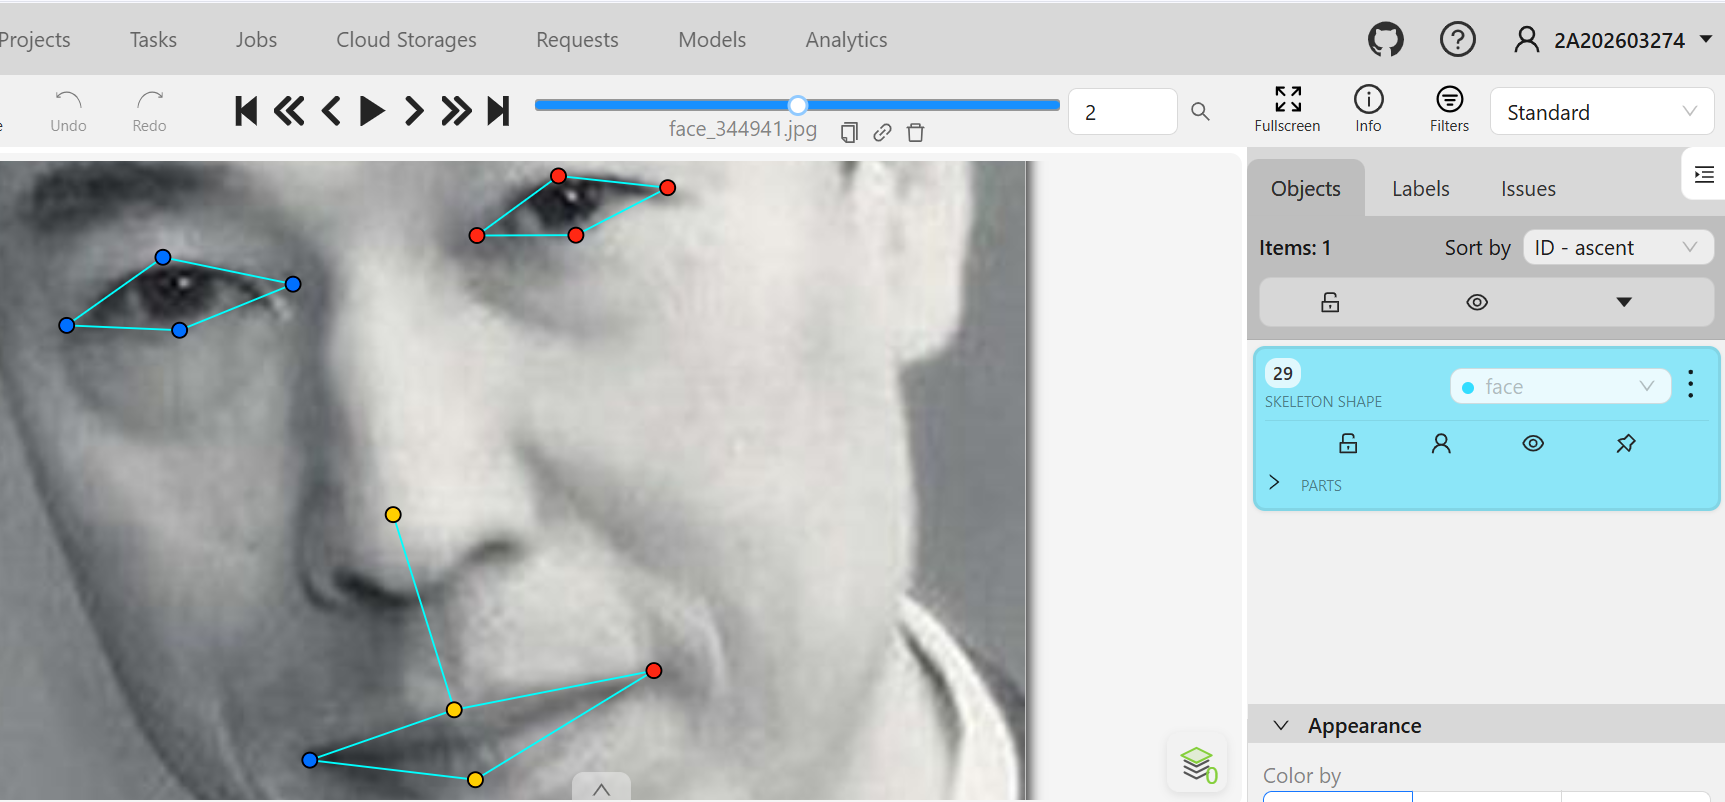 Projects Tasks Jobs Cloud Storages Requests Models Analytics 2A202603274
Undo Redo 2 Fullscreen Info Filters Standard
face_344941.jpg
Objects Labels Issues
Items: 1 Sort by ID - ascent
29 face
SKELETON SHAPE
PARTS
Appearance
Color by
0